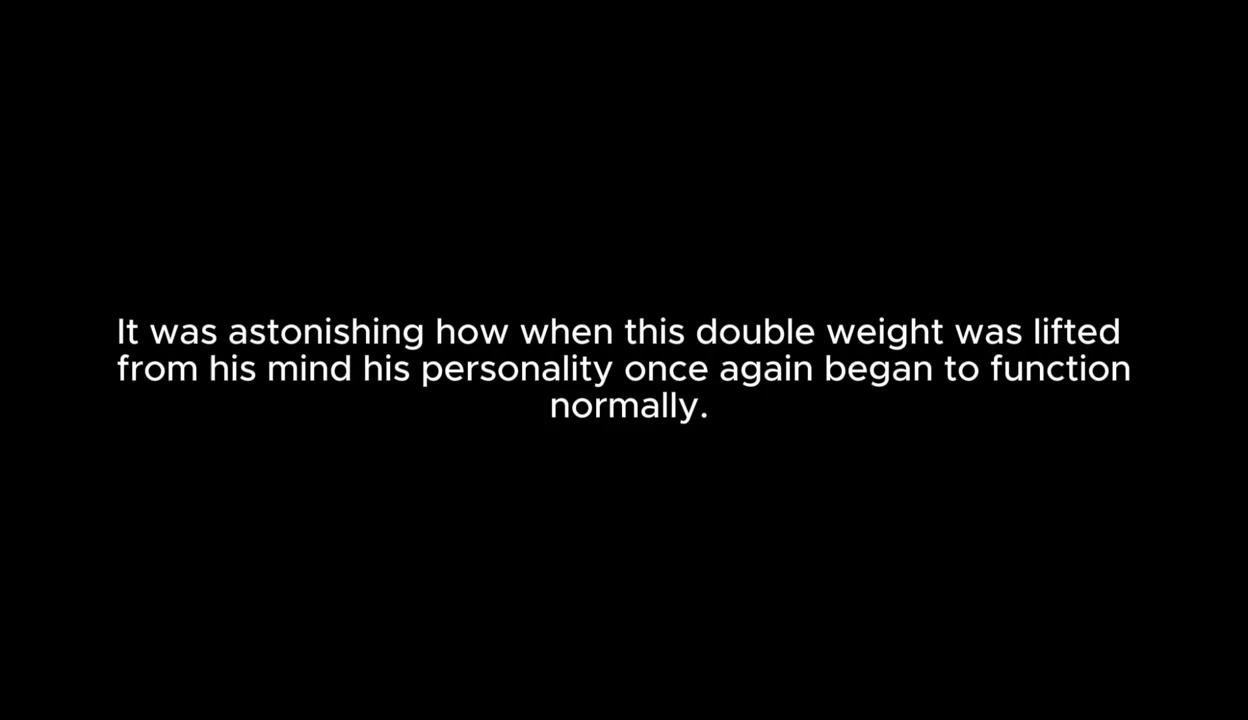 It was astonishing how when this double weight was lifted
from his mind his personality once again began to function
normally.